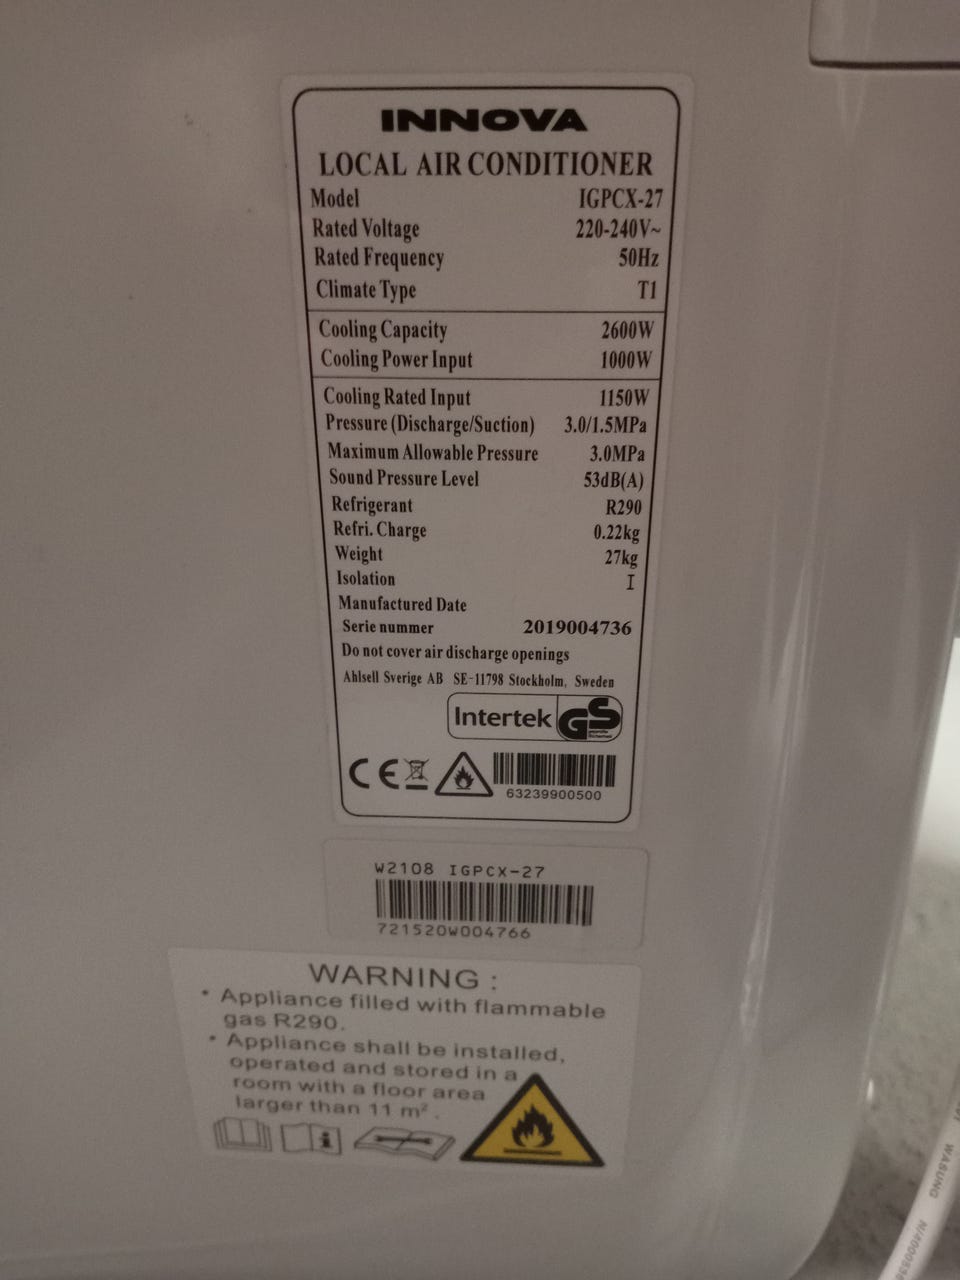 INNOVA
LOCAL AIR CONDITIONER
Model IGPCX-27
Rated Voltage 220-240V~
Rated Frequency 50Hz
Climate Type T1
Cooling Capacity 2600W
Cooling Power Input 1000W
Cooling Rated Input 1150W
Pressure (Discharge/Suction) 3.0/1.5MPa
Maximum Allowable Pressure 3.0MPa
Sound Pressure Level 53dB(A)
Refrigerant R290
Refri. Charge 0.22kg
Weight 27kg
Isolation I
Manufactured Date
Serie nummer 2019004736
Do not cover air discharge openings
Ahlsell Sverige AB SE-11798 Stockholm, Sweden
Intertek GS
CE
63239900500
W2108 IGPCX-27
721520W004766
WARNING :
• Appliance filled with flammable
gas R290.
• Appliance shall be installed,
operated and stored in a
room with a floor area
larger than 11 m².
WASUNG